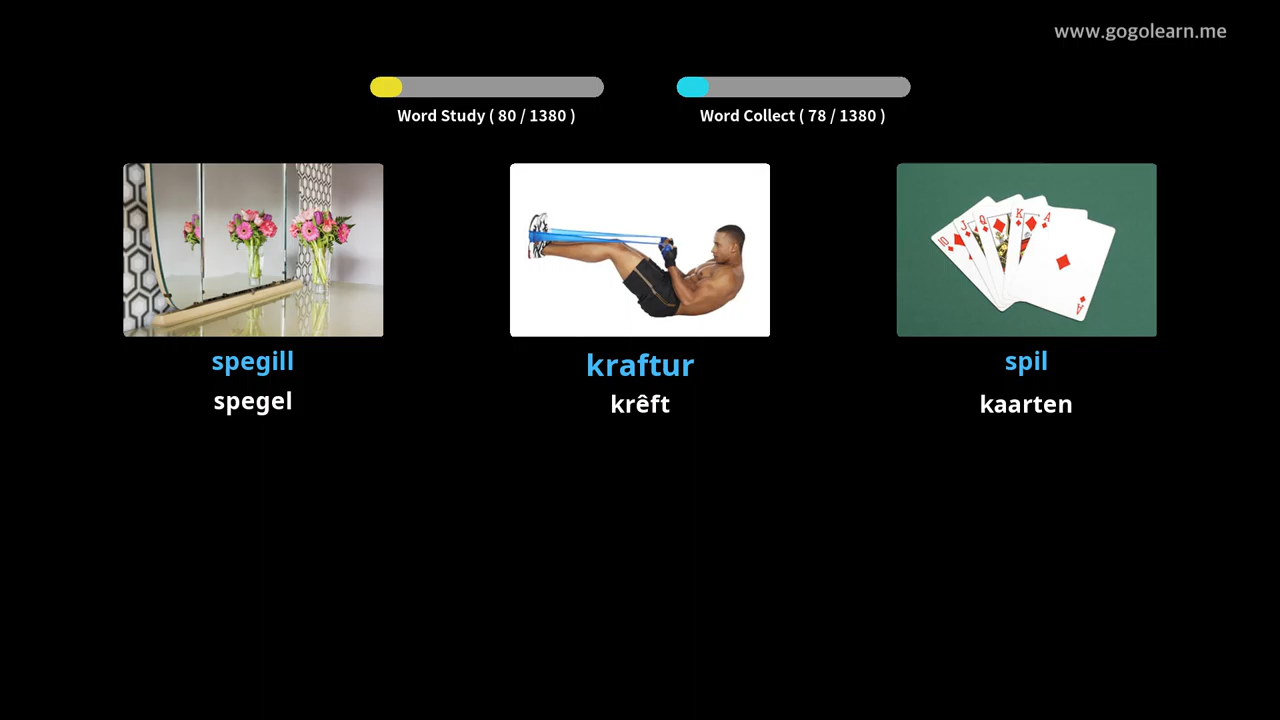 www.gogolearn.me
Word Study ( 80 / 1380 )
Word Collect ( 78 / 1380 )
spegill
spegel
kraftur
krêft
spil
kaarten